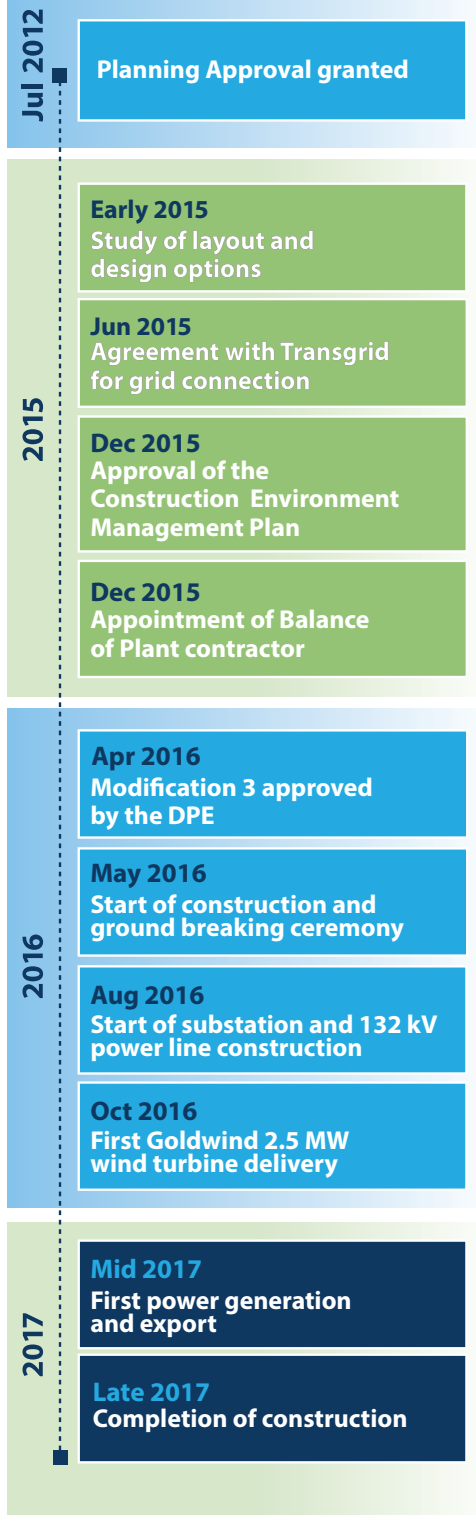 Jul 2012
Planning Approval granted
2015
Early 2015
Study of layout and
design options
Jun 2015
Agreement with Transgrid
for grid connection
Dec 2015
Approval of the
Construction Environment
Management Plan
Dec 2015
Appointment of Balance
of Plant contractor
2016
Apr 2016
Modification 3 approved
by the DPE
May 2016
Start of construction and
ground breaking ceremony
Aug 2016
Start of substation and 132 kV
power line construction
Oct 2016
First Goldwind 2.5 MW
wind turbine delivery
2017
Mid 2017
First power generation
and export
Late 2017
Completion of construction